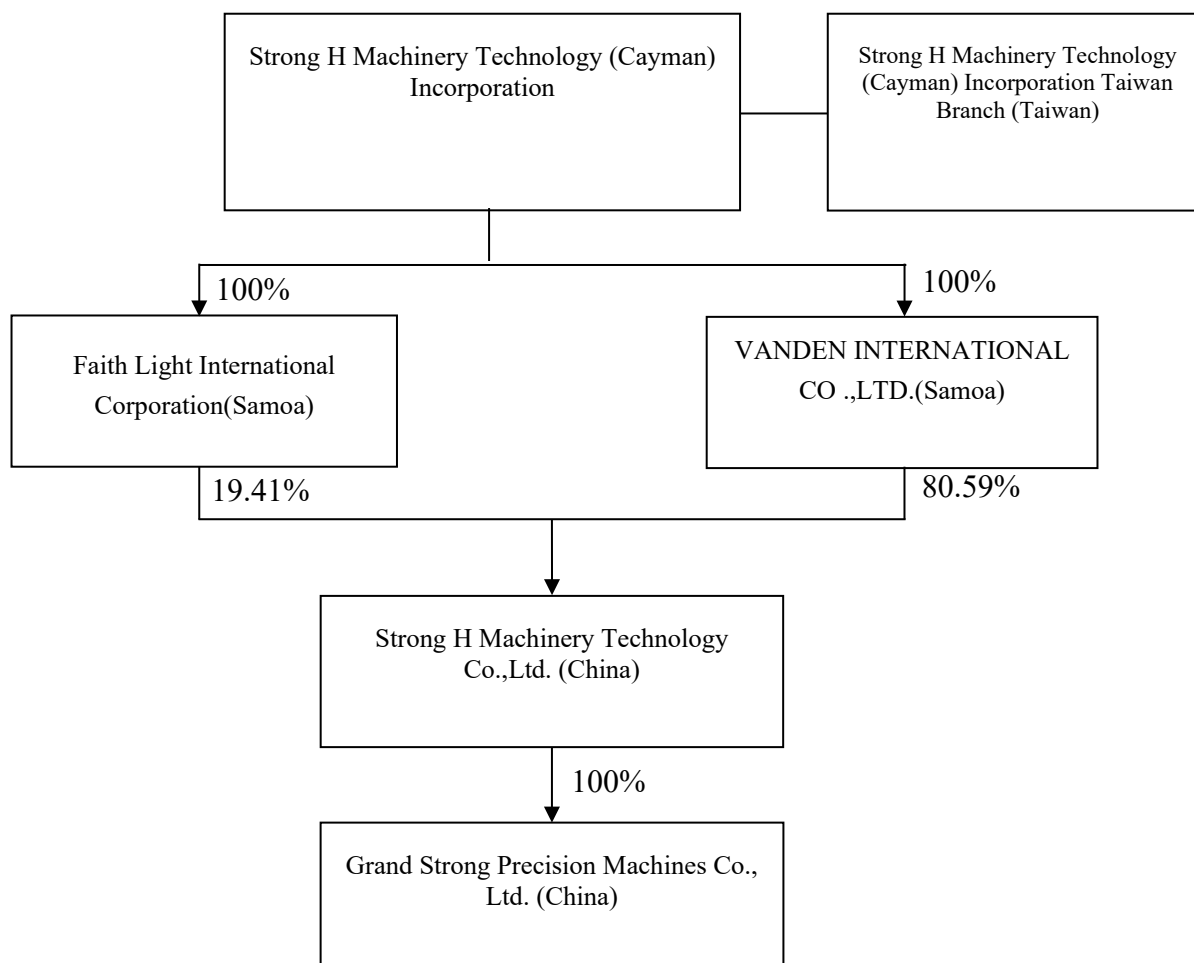 Strong H Machinery Technology (Cayman)
Incorporation
Strong H Machinery Technology
(Cayman) Incorporation Taiwan
Branch (Taiwan)
100%
100%
Faith Light International
Corporation(Samoa)
VANDEN INTERNATIONAL
CO .,LTD.(Samoa)
19.41%
80.59%
Strong H Machinery Technology
Co.,Ltd. (China)
100%
Grand Strong Precision Machines Co.,
Ltd. (China)